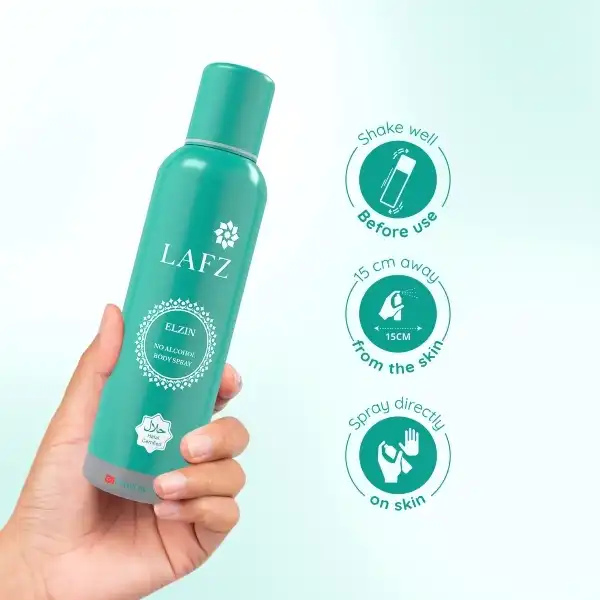 LAFZ
ELZIN
NO ALCOHOL
BODY SPRAY
حلال
Halal
Certified
Shake well
Before use
15 cm away
15CM
from the skin
Spray directly
on skin